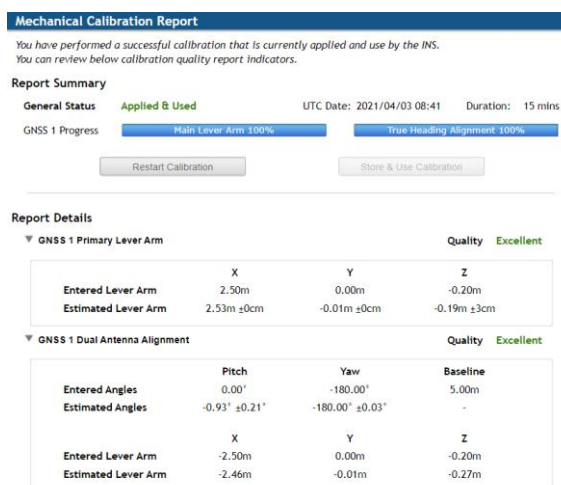 Mechanical Calibration Report
You have performed a successful calibration that is currently applied and use by the INS.
You can review below calibration quality report indicators.
Report Summary
General Status Applied & Used UTC Date: 2021/04/03 08:41 Duration: 15 mins
GNSS 1 Progress Main Lever Arm 100% True Heading Alignment 100%
Restart Calibration Store & Use Calibration
Report Details
GNSS 1 Primary Lever Arm Quality Excellent
X Y Z
Entered Lever Arm 2.50m 0.00m -0.20m
Estimated Lever Arm 2.53m ±0cm -0.01m ±0cm -0.19m ±3cm
GNSS 1 Dual Antenna Alignment Quality Excellent
Pitch Yaw Baseline
Entered Angles 0.00° -180.00° 5.00m
Estimated Angles -0.93° ±0.21° -180.00° ±0.03° -
X Y Z
Entered Lever Arm -2.50m 0.00m -0.20m
Estimated Lever Arm -2.46m -0.01m -0.27m